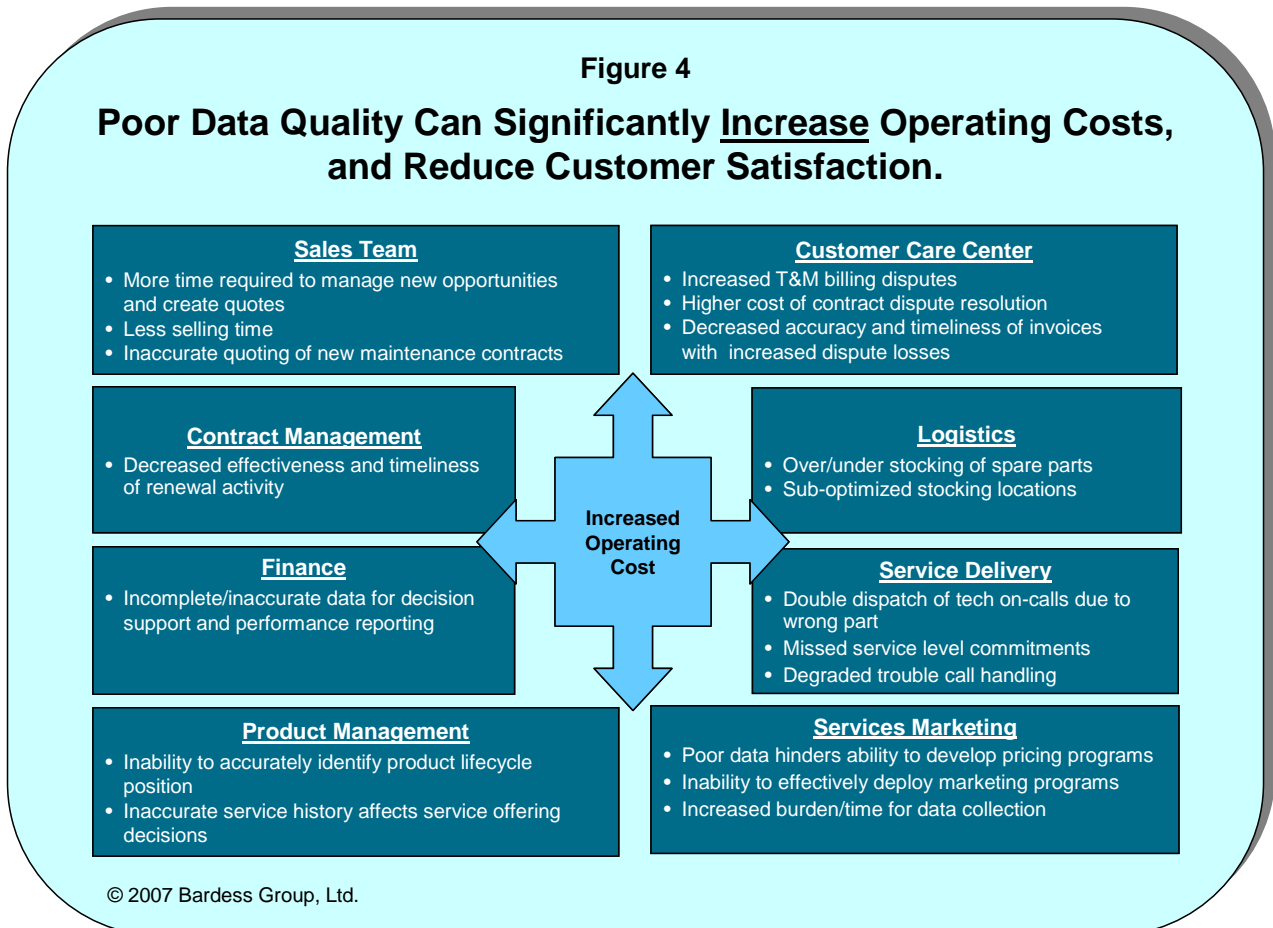 Figure 4
Poor Data Quality Can Significantly Increase Operating Costs,
and Reduce Customer Satisfaction.
Sales Team
• More time required to manage new opportunities
and create quotes
• Less selling time
• Inaccurate quoting of new maintenance contracts
Customer Care Center
• Increased T&M billing disputes
• Higher cost of contract dispute resolution
• Decreased accuracy and timeliness of invoices
with increased dispute losses
Contract Management
• Decreased effectiveness and timeliness
of renewal activity
Logistics
• Over/under stocking of spare parts
• Sub-optimized stocking locations
Increased
Operating
Cost
Finance
• Incomplete/inaccurate data for decision
support and performance reporting
Service Delivery
• Double dispatch of tech on-calls due to
wrong part
• Missed service level commitments
• Degraded trouble call handling
Product Management
• Inability to accurately identify product lifecycle
position
• Inaccurate service history affects service offering
decisions
Services Marketing
• Poor data hinders ability to develop pricing programs
• Inability to effectively deploy marketing programs
• Increased burden/time for data collection
© 2007 Bardess Group, Ltd.